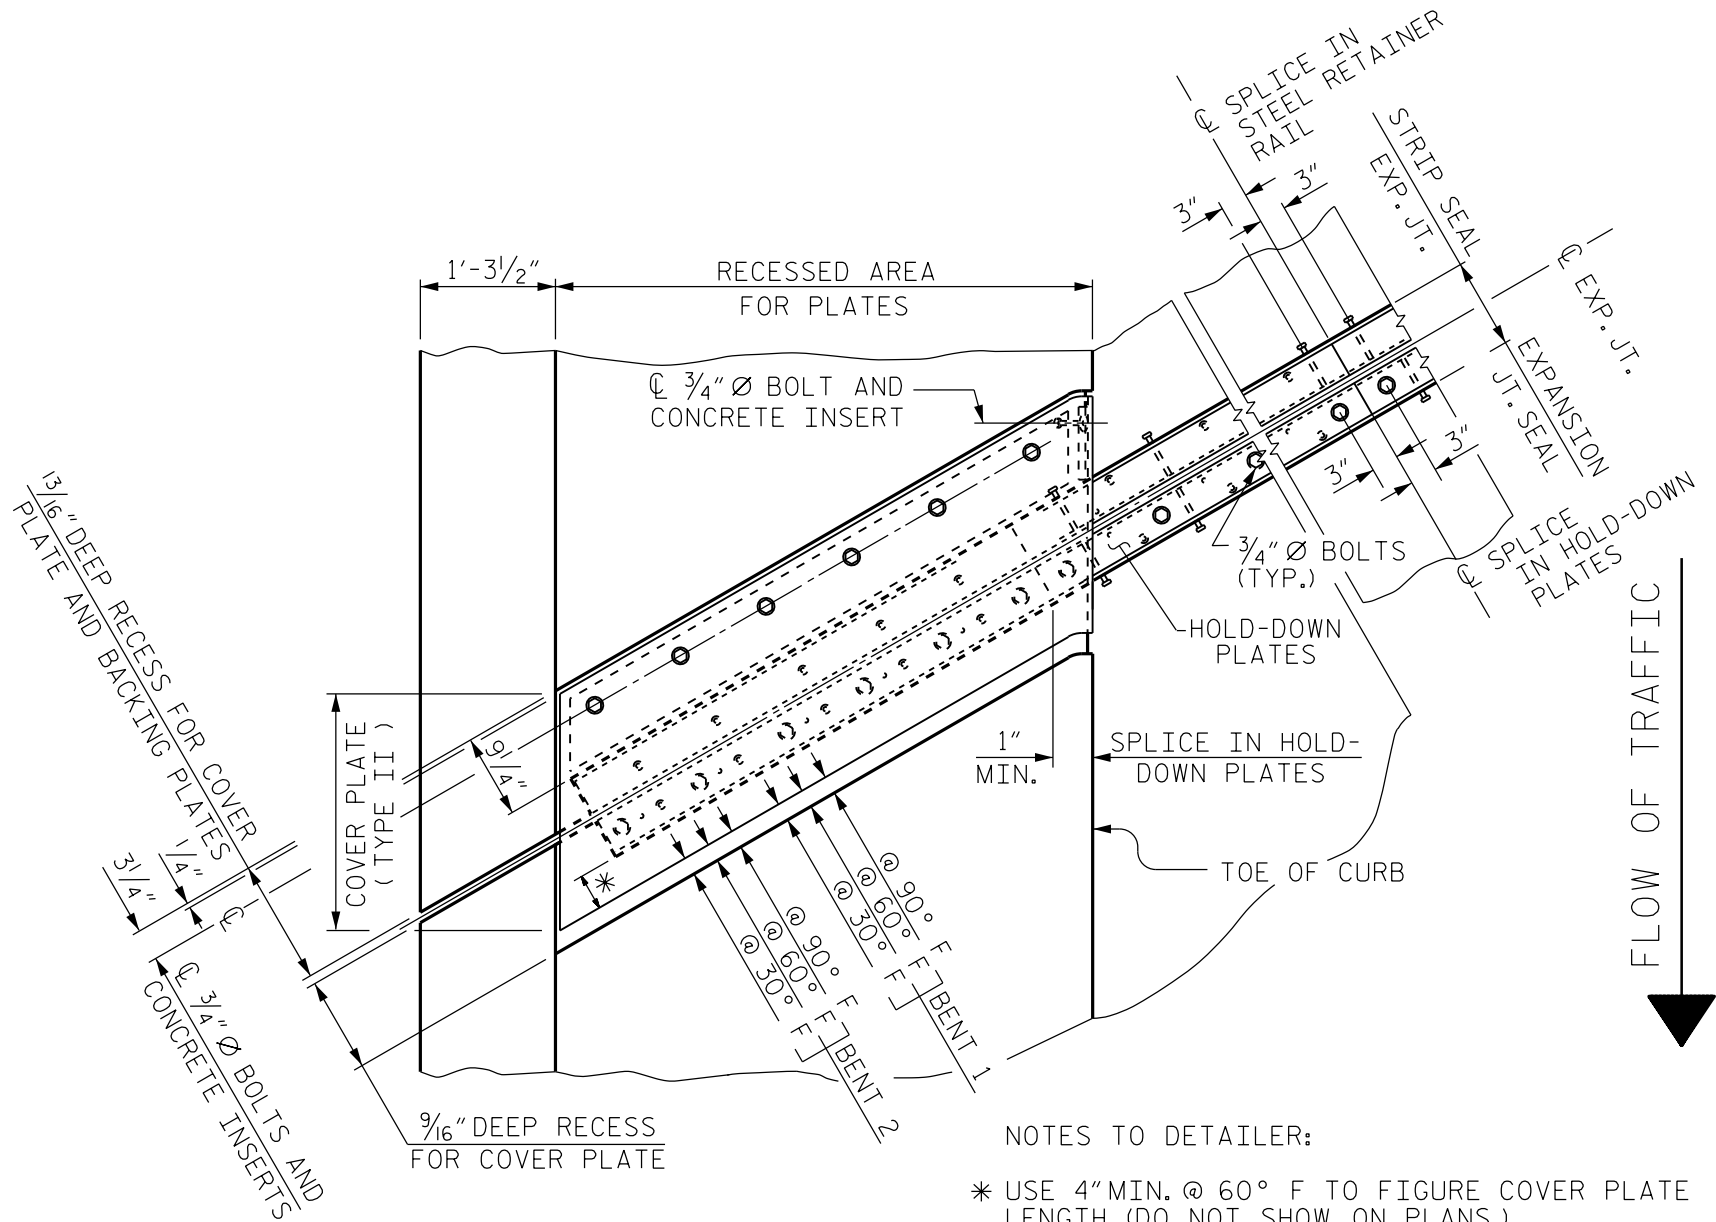 ℄ SPLICE IN
STEEL RETAINER
RAIL
3"
3"
STRIP SEAL
EXP. JT.
℄ EXP. JT.
EXPANSION
JT. SEAL
1'-3½"
RECESSED AREA
FOR PLATES
℄ ¾" Ø BOLT AND
CONCRETE INSERT
3"
3"
℄ SPLICE
IN HOLD-DOWN
PLATES
¾" Ø BOLTS
(TYP.)
HOLD-DOWN
PLATES
13/16" DEEP RECESS FOR COVER
PLATE AND BACKING PLATES
COVER PLATE
( TYPE II )
9¼"
1"
MIN.
SPLICE IN HOLD-
DOWN PLATES
3¼"
¼"
℄
*
TOE OF CURB
FLOW OF TRAFFIC
@ 90° F
@ 60° F
@ 30° F
BENT 1
@ 90° F
@ 60° F
@ 30° F
BENT 2
℄ ¾" Ø BOLTS AND
CONCRETE INSERTS
9/16" DEEP RECESS
FOR COVER PLATE
NOTES TO DETAILER:
* USE 4" MIN. @ 60° F TO FIGURE COVER PLATE
LENGTH (DO NOT SHOW ON PLANS.)